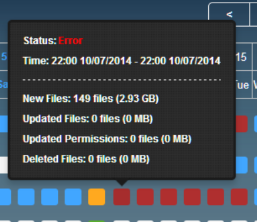 <
Status: Error
Time: 22:00 10/07/2014 - 22:00 10/07/2014
15
Tue
New Files: 149 files (2.93 GB)
Updated Files: 0 files (0 MB)
Updated Permissions: 0 files (0 MB)
Deleted Files: 0 files (0 MB)